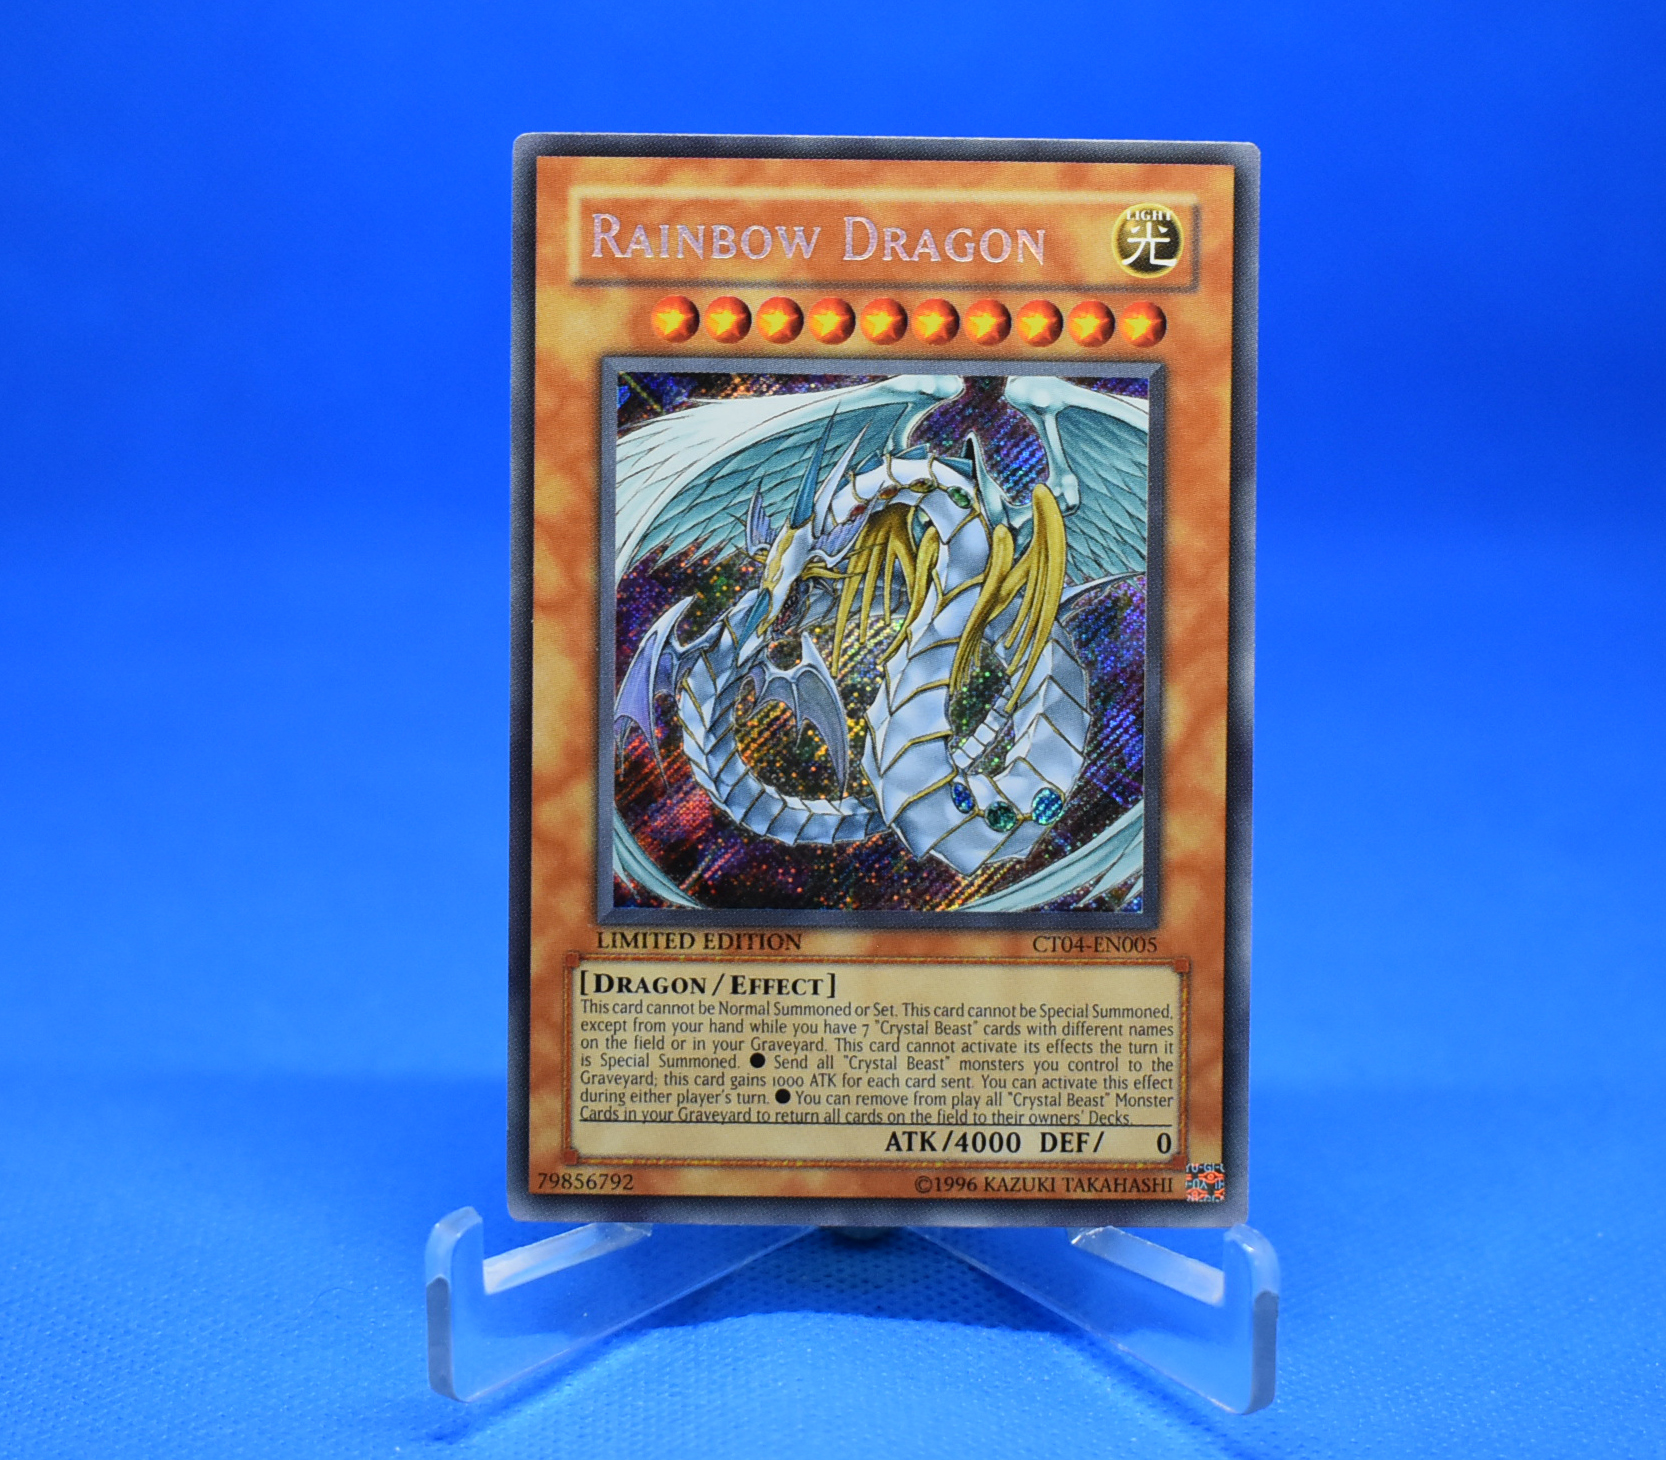 Rainbow Dragon
LIGHT
光
LIMITED EDITION
CT04-EN005
[Dragon / Effect]
This card cannot be Normal Summoned or Set. This card cannot be Special Summoned,
except from your hand while you have 7 "Crystal Beast" cards with different names
on the field or in your Graveyard. This card cannot activate its effects the turn it
is Special Summoned. ● Send all "Crystal Beast" monsters you control to the
Graveyard; this card gains 1000 ATK for each card sent. You can activate this effect
during either player's turn. ● You can remove from play all "Crystal Beast" Monster
Cards in your Graveyard to return all cards on the field to their owners' Decks.
ATK/4000 DEF/ 0
79856792
©1996 KAZUKI TAKAHASHI